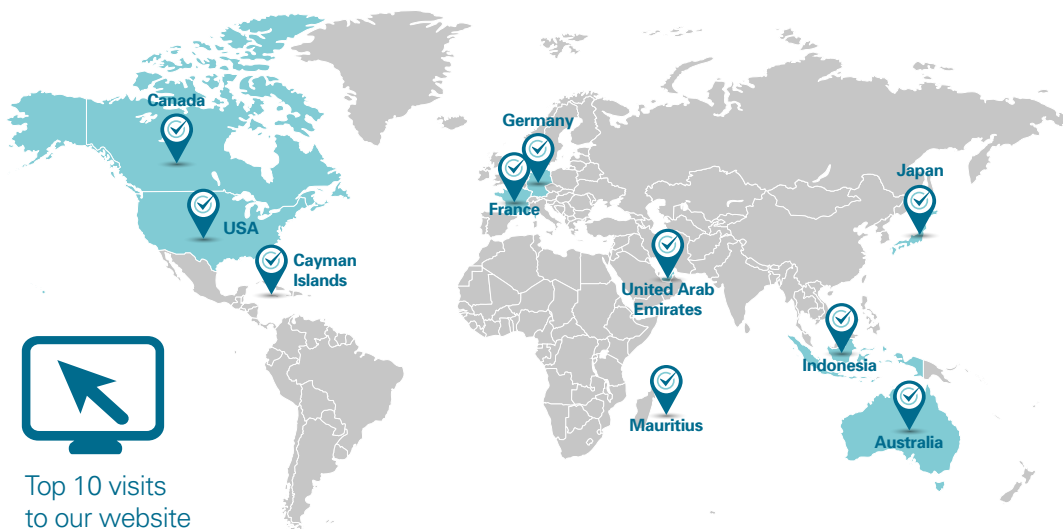 Canada
Germany
Japan
France
USA
Cayman
Islands
United Arab
Emirates
Indonesia
Mauritius
Australia
Top 10 visits
to our website